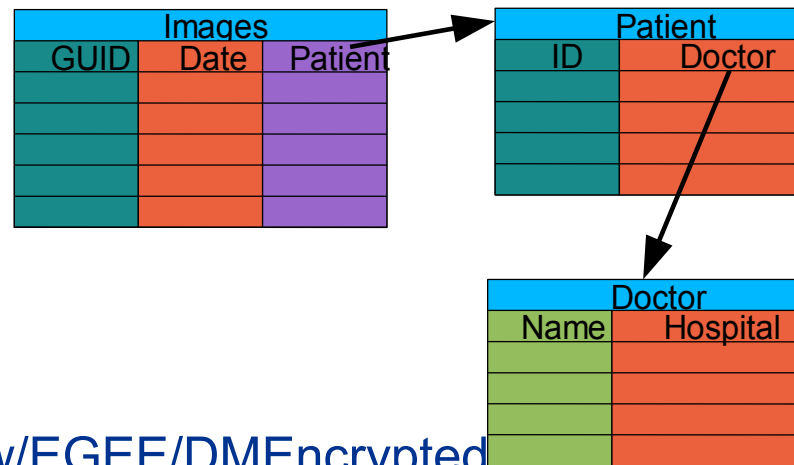 Images
GUID Date Patient
Patient
ID Doctor
Doctor
Name Hospital
w/EGEE/DMEncrypted